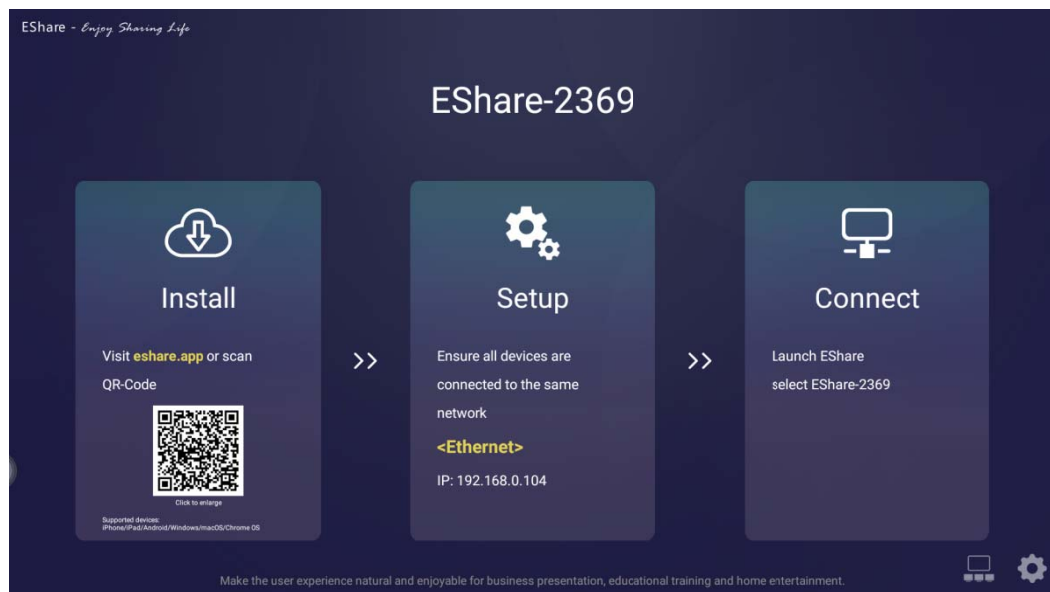 EShare - Enjoy Sharing Life
EShare-2369
Install
Visit eshare.app or scan
QR-Code
Click to enlarge
Supported devices:
iPhone/iPad/Android/Windows/macOS/Chrome OS
>>
Setup
Ensure all devices are
connected to the same
network
<Ethernet>
IP: 192.168.0.104
>>
Connect
Launch EShare
select EShare-2369
Make the user experience natural and enjoyable for business presentation, educational training and home entertainment.